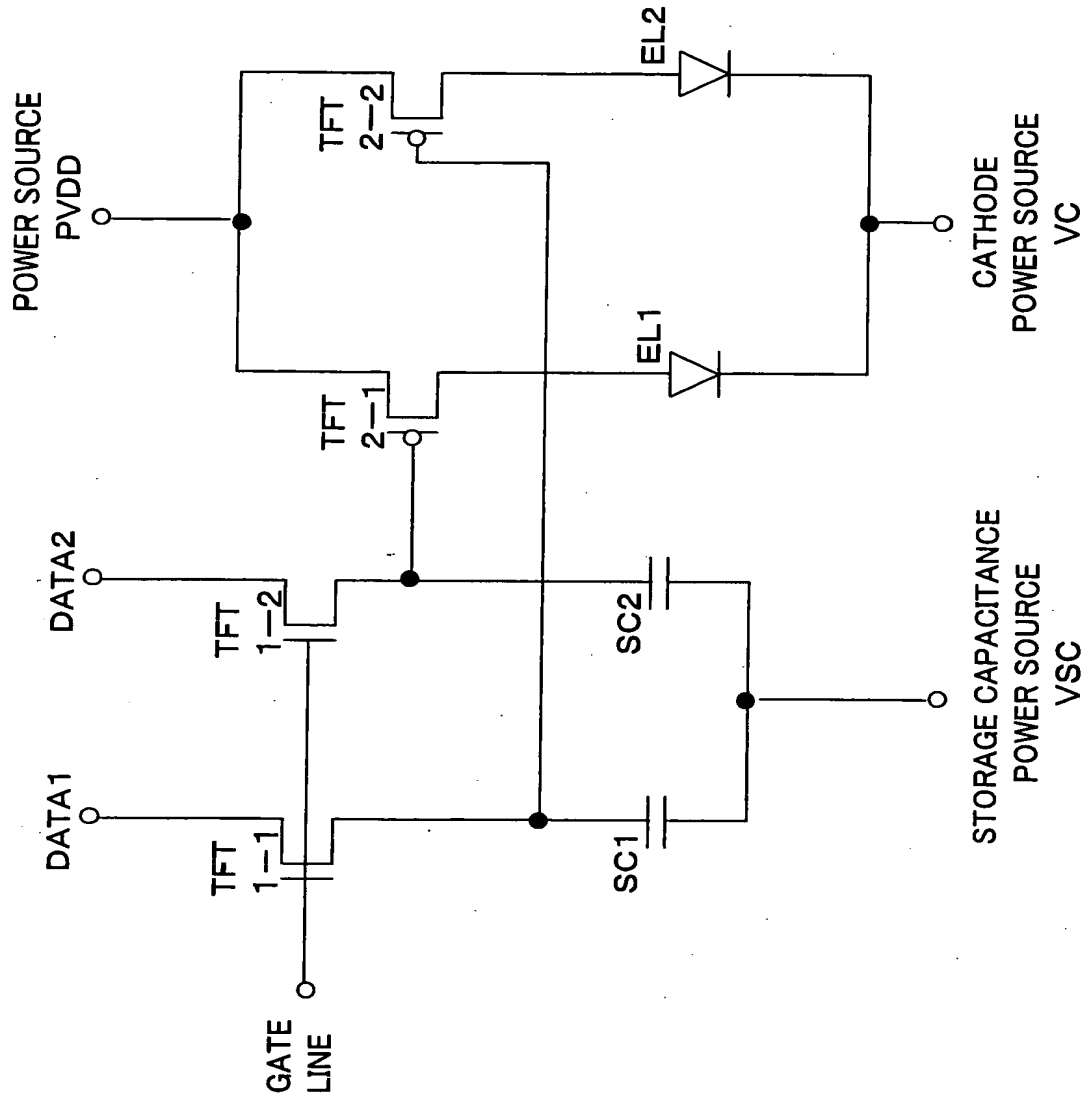 POWER SOURCE
PVDD
DATA1
DATA2
TFT
1-1
TFT
1-2
TFT
2-1
TFT
2-2
GATE
LINE
SC1
SC2
EL1
EL2
STORAGE CAPACITANCE
POWER SOURCE
VSC
CATHODE
POWER SOURCE
VC